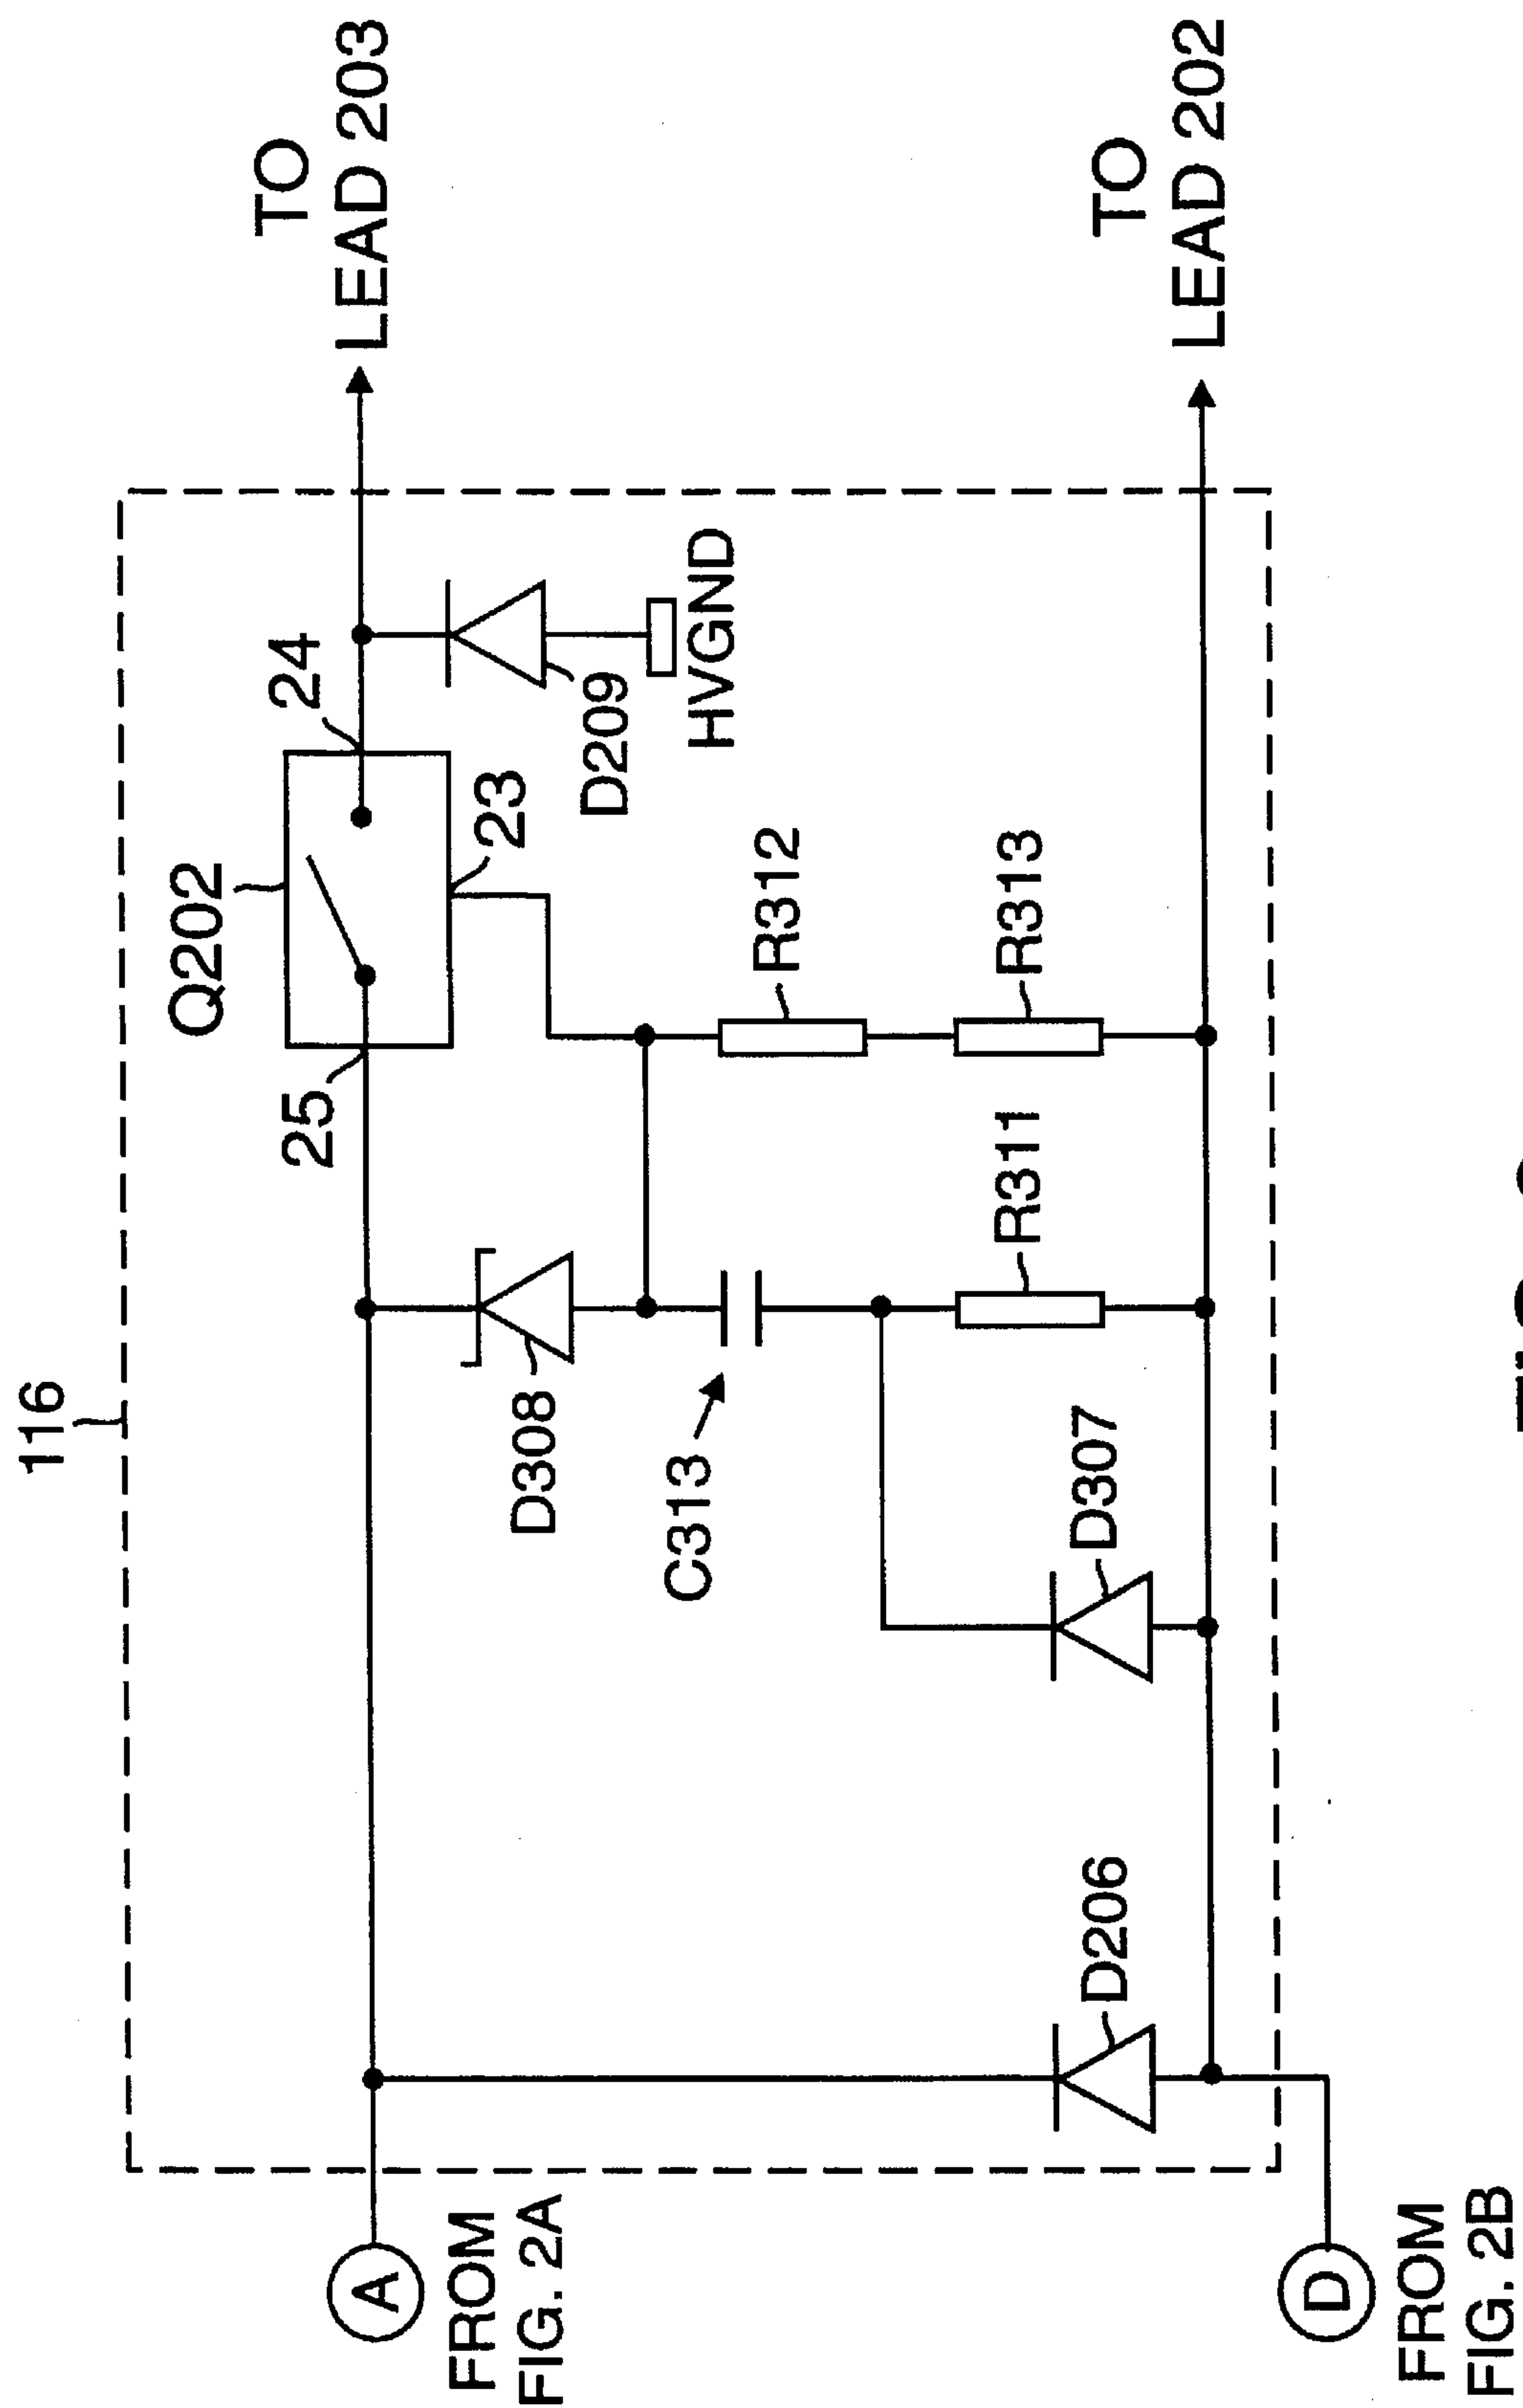 116
Q202
25
24
23
TO
LEAD 203
D308
C313
R312
D209
HVGND
D307
R311
R313
D206
TO
LEAD 202
A
FROM
FIG. 2A
D
FROM
FIG. 2B